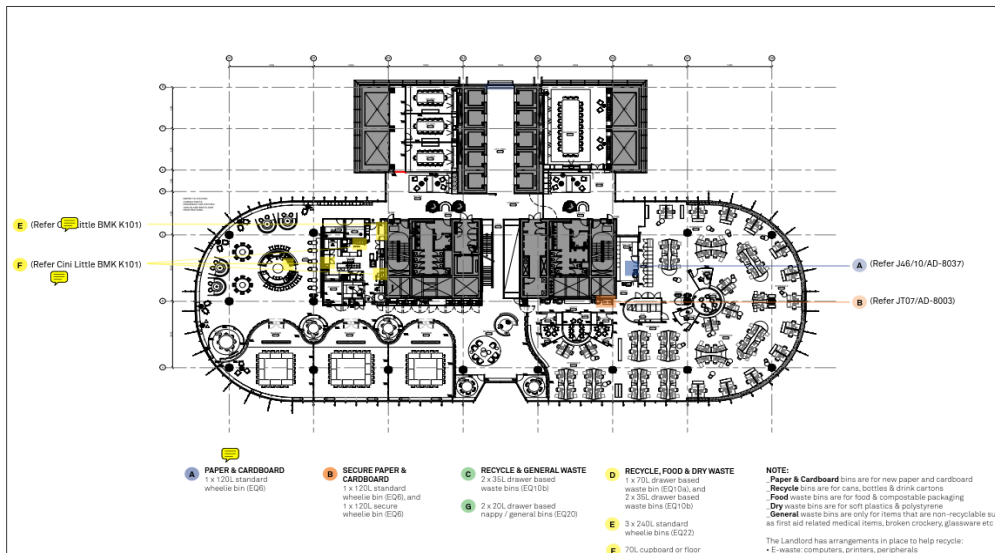 E (Refer C Little BMK K101)
F (Refer Cini Little BMK K101)
A (Refer J46/10/AD-8037)
B (Refer JT07/AD-8003)
A PAPER & CARDBOARD
1 x 120L standard
wheelie bin (EQ6)
B SECURE PAPER &
CARDBOARD
1 x 120L standard
wheelie bin (EQ6), and
1 x 120L secure
wheelie bin (EQ6)
C RECYCLE & GENERAL WASTE
2 x 35L drawer based
waste bins (EQ10b)
G 2 x 20L drawer based
nappy / general bins (EQ20)
D RECYCLE, FOOD & DRY WASTE
1 x 70L drawer based
waste bin (EQ10a), and
2 x 35L drawer based
waste bins (EQ10b)
E 3 x 240L standard
wheelie bins (EQ22)
F 70L cupboard or floor
NOTE:
_Paper & Cardboard bins are for new paper and cardboard
_Recycle bins are for cans, bottles & drink cartons
_Food waste bins are for food & compostable packaging
_Dry waste bins are for soft plastics & polystyrene
_General waste bins are only for items that are non-recyclable su
as first aid related medical items, broken crockery, glassware etc
The Landlord has arrangements in place to help recycle:
• E-waste: computers, printers, peripherals